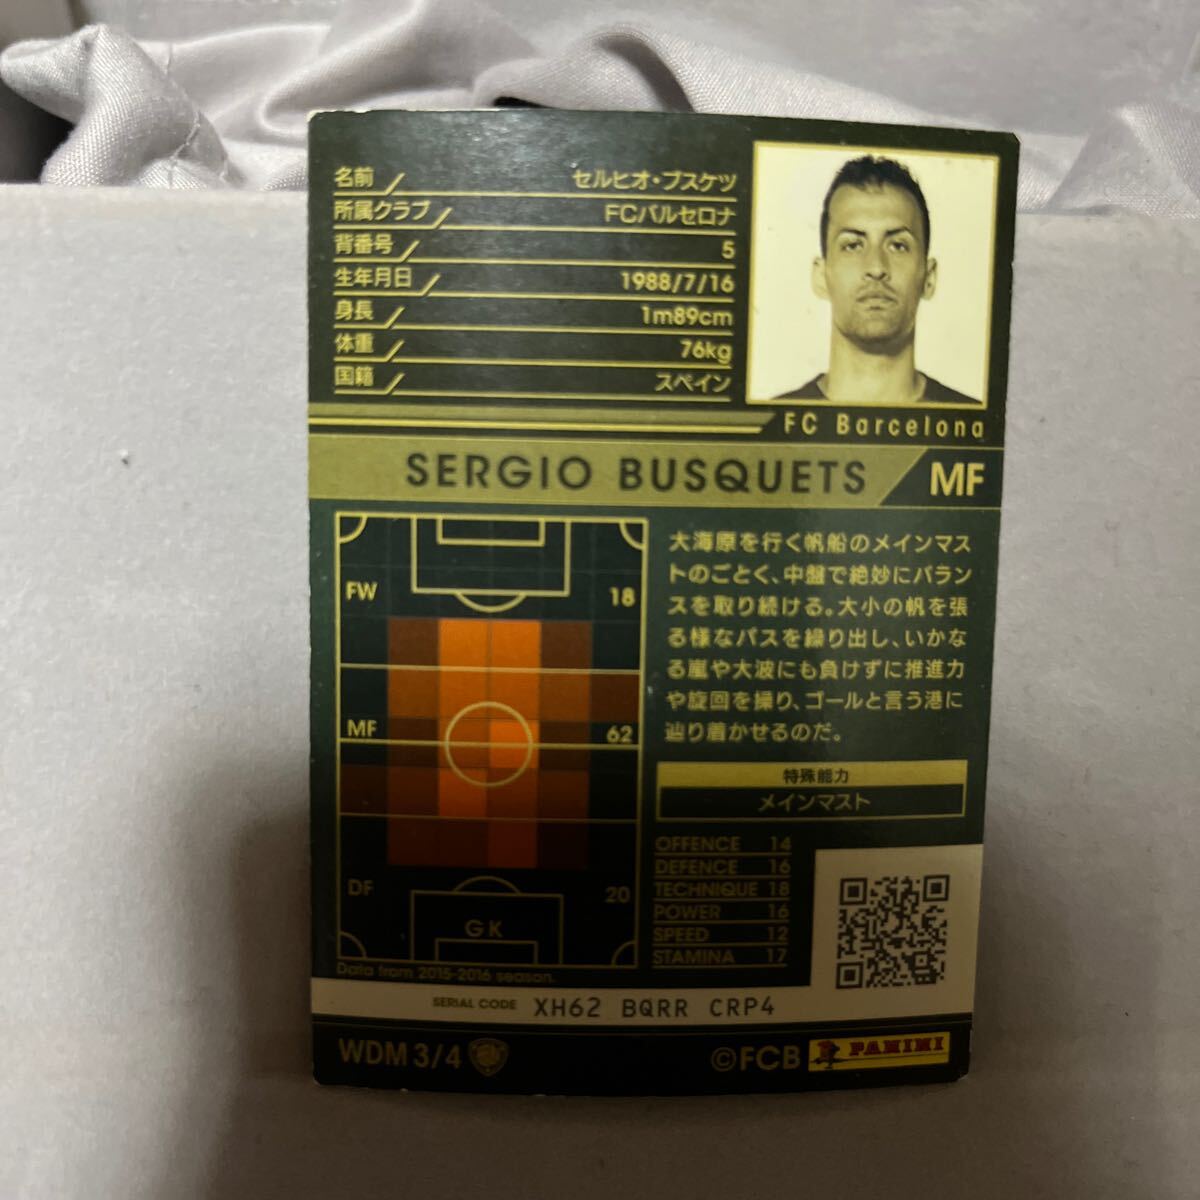 名前 セルヒオ・ブスケツ
所属クラブ FCバルセロナ
背番号 5
生年月日 1988/7/16
身長 1m89cm
体重 76kg
国籍 スペイン
FC Barcelona
SERGIO BUSQUETS MF
FW 18
MF 62
DF 20
GK
Data from 2015-2016 season.
大海原を行く帆船のメインマス
トのごとく、中盤で絶妙にバラン
スを取り続ける。大小の帆を張
る様なパスを繰り出し、いかな
る嵐や大波にも負けずに推進力
や旋回を操り、ゴールと言う港に
辿り着かせるのだ。
特殊能力
メインマスト
OFFENCE 14
DEFENCE 16
TECHNIQUE 18
POWER 16
SPEED 12
STAMINA 17
SERIAL CODE XH62 BQRR CRP4
WDM 3/4
©FCB PANINI